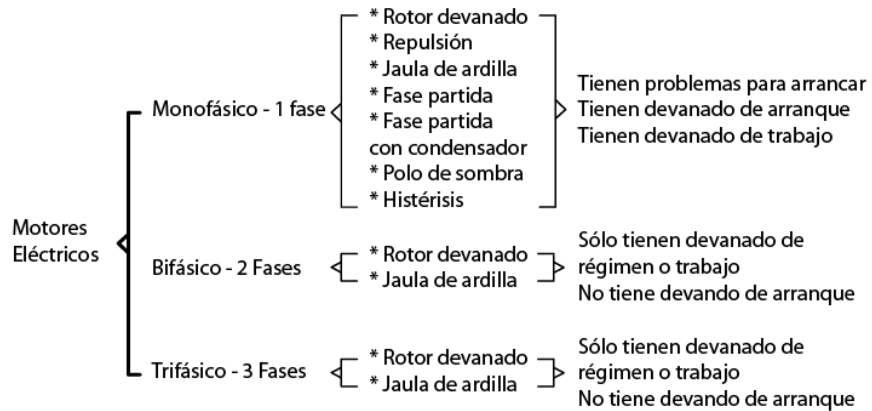 Motores
Eléctricos
Monofásico - 1 fase
* Rotor devanado
* Repulsión
* Jaula de ardilla
* Fase partida
* Fase partida
con condensador
* Polo de sombra
* Histérisis
Tienen problemas para arrancar
Tienen devanado de arranque
Tienen devanado de trabajo
Bifásico - 2 Fases
* Rotor devanado
* Jaula de ardilla
Sólo tienen devanado de
régimen o trabajo
No tiene devando de arranque
Trifásico - 3 Fases
* Rotor devanado
* Jaula de ardilla
Sólo tienen devanado de
régimen o trabajo
No tiene devando de arranque